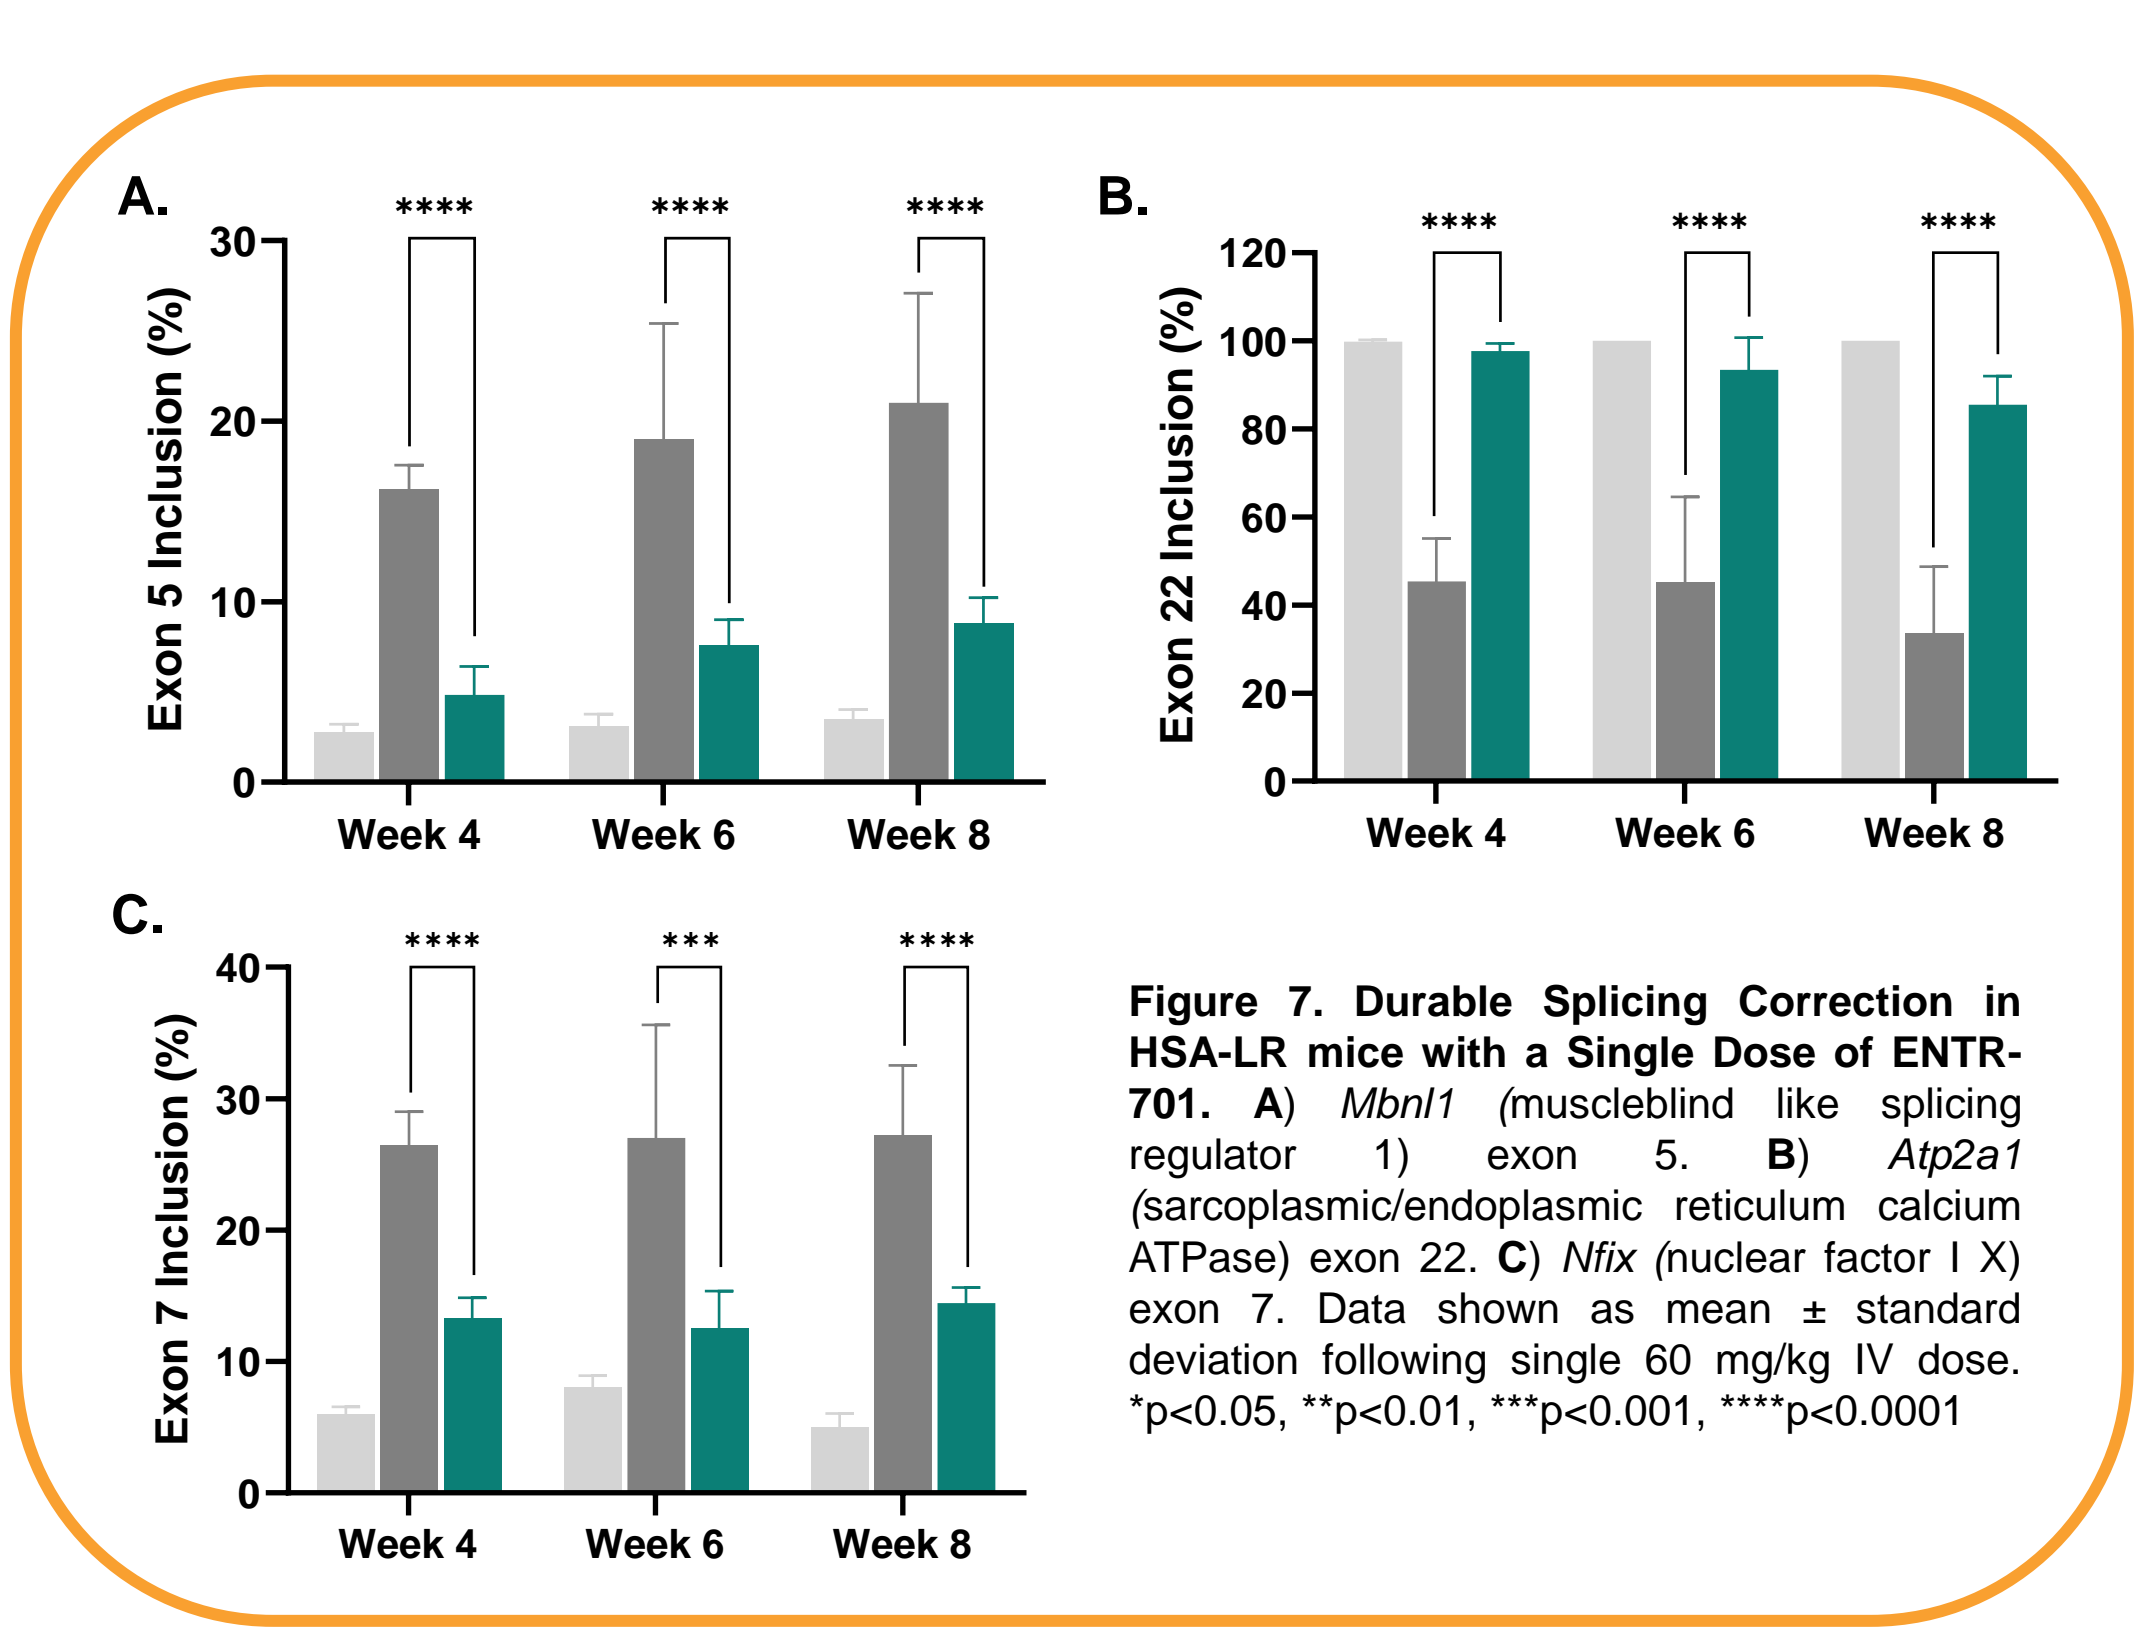 A.
****
****
****
30
20
10
0
Exon 5 Inclusion (%)
Week 4
Week 6
Week 8
B.
****
****
****
120
100
80
60
40
20
0
Exon 22 Inclusion (%)
Week 4
Week 6
Week 8
C.
****
***
****
40
30
20
10
0
Exon 7 Inclusion (%)
Week 4
Week 6
Week 8
Figure 7. Durable Splicing Correction in
HSA-LR mice with a Single Dose of ENTR-
701. A) Mbnl1 (muscleblind like splicing
regulator 1) exon 5. B) Atp2a1
(sarcoplasmic/endoplasmic reticulum calcium
ATPase) exon 22. C) Nfix (nuclear factor I X)
exon 7. Data shown as mean ± standard
deviation following single 60 mg/kg IV dose.
*p<0.05, **p<0.01, ***p<0.001, ****p<0.0001